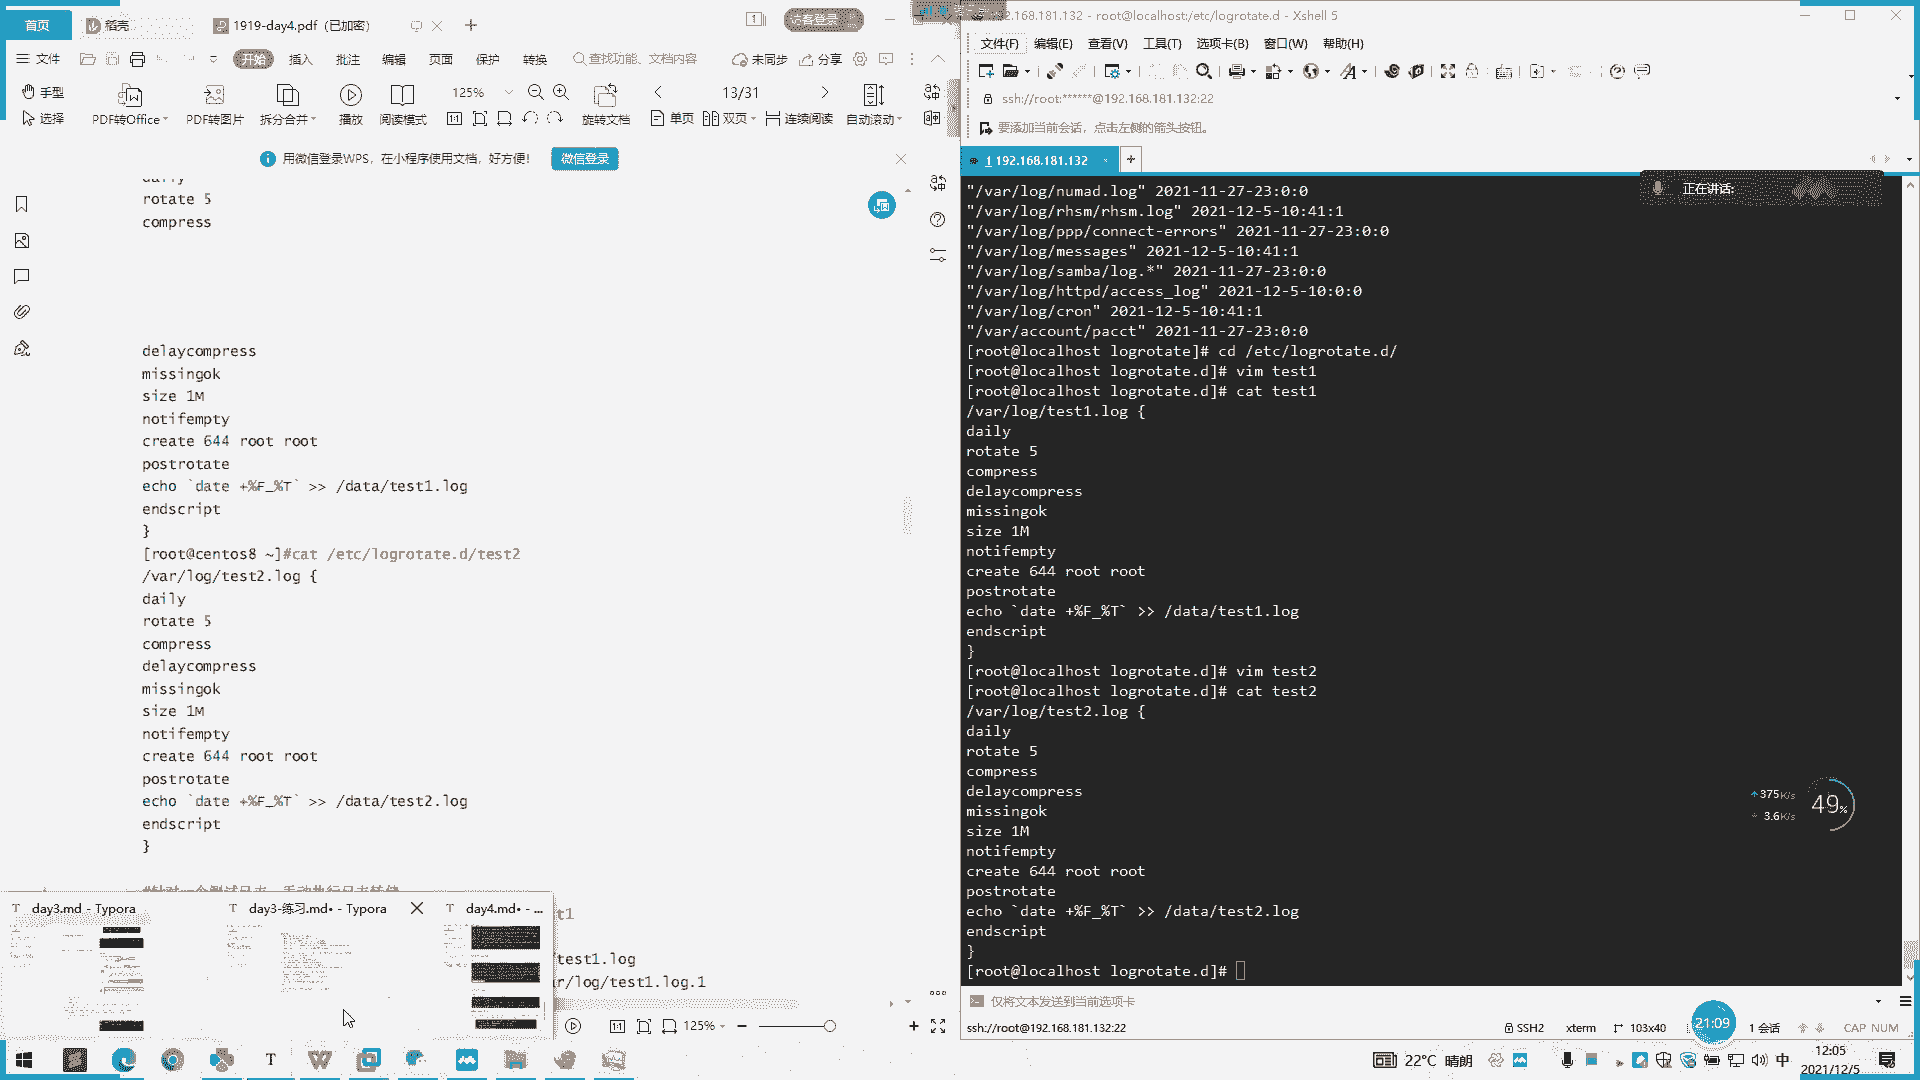 首页
稻壳
1919-day4.pdf（已加密）
访客登录
文件
开始
插入
批注
编辑
页面
保护
转换
查找功能、文档内容
未同步
分享
手型
选择
PDF转Office
PDF转图片
拆分合并
播放
阅读模式
125%
旋转文档
13/31
单页
双页
连续阅读
自动滚动
用微信登录WPS，在小程序使用文档，好方便！
微信登录
daily
rotate 5
compress
delaycompress
missingok
size 1M
notifempty
create 644 root root
postrotate
echo `date +%F_%T` >> /data/test1.log
endscript
}
[root@centos8 ~]#cat /etc/logrotate.d/test2
/var/log/test2.log {
daily
rotate 5
compress
delaycompress
missingok
size 1M
notifempty
create 644 root root
postrotate
echo `date +%F_%T` >> /data/test2.log
endscript
}
day3.md - Typora
day3-练习.md• - Typora
day4.md• - ...
test1.log
/var/log/test1.log.1
125%
192.168.181.132 - root@localhost:/etc/logrotate.d - Xshell 5
文件(F) 编辑(E) 查看(V) 工具(T) 选项卡(B) 窗口(W) 帮助(H)
ssh://root:******@192.168.181.132:22
要添加当前会话，点击左侧的箭头按钮。
1 192.168.181.132
正在讲话:
"/var/log/numad.log" 2021-11-27-23:0:0
"/var/log/rhsm/rhsm.log" 2021-12-5-10:41:1
"/var/log/ppp/connect-errors" 2021-11-27-23:0:0
"/var/log/messages" 2021-12-5-10:41:1
"/var/log/samba/log.*" 2021-11-27-23:0:0
"/var/log/httpd/access_log" 2021-12-5-10:0:0
"/var/log/cron" 2021-12-5-10:41:1
"/var/account/pacct" 2021-11-27-23:0:0
[root@localhost logrotate]# cd /etc/logrotate.d/
[root@localhost logrotate.d]# vim test1
[root@localhost logrotate.d]# cat test1
/var/log/test1.log {
daily
rotate 5
compress
delaycompress
missingok
size 1M
notifempty
create 644 root root
postrotate
echo `date +%F_%T` >> /data/test1.log
endscript
}
[root@localhost logrotate.d]# vim test2
[root@localhost logrotate.d]# cat test2
/var/log/test2.log {
daily
rotate 5
compress
delaycompress
missingok
size 1M
notifempty
create 644 root root
postrotate
echo `date +%F_%T` >> /data/test2.log
endscript
}
[root@localhost logrotate.d]#
375K/s
3.6K/s
49%
仅将文本发送到当前选项卡
ssh://root@192.168.181.132:22
SSH2
xterm
103x40
21:09
1 会话
CAP NUM
22°C 晴朗
中
12:05
2021/12/5